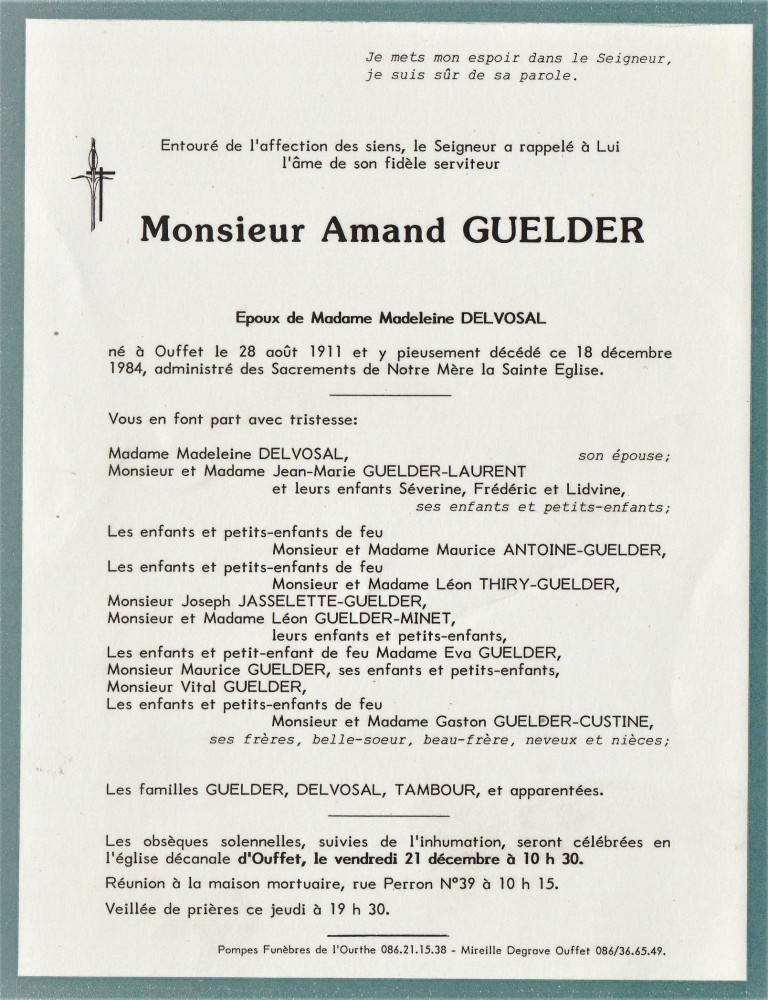 Je mets mon espoir dans le Seigneur,
je suis sûr de sa parole.
Entouré de l'affection des siens, le Seigneur a rappelé à Lui
l'âme de son fidèle serviteur
Monsieur Amand GUELDER
Epoux de Madame Madeleine DELVOSAL
né à Ouffet le 28 août 1911 et y pieusement décédé ce 18 décembre
1984, administré des Sacrements de Notre Mère la Sainte Eglise.
Vous en font part avec tristesse:
Madame Madeleine DELVOSAL, son épouse;
Monsieur et Madame Jean-Marie GUELDER-LAURENT
et leurs enfants Séverine, Frédéric et Lidvine,
ses enfants et petits-enfants;
Les enfants et petits-enfants de feu
Monsieur et Madame Maurice ANTOINE-GUELDER,
Les enfants et petits-enfants de feu
Monsieur et Madame Léon THIRY-GUELDER,
Monsieur Joseph JASSELETTE-GUELDER,
Monsieur et Madame Léon GUELDER-MINET,
leurs enfants et petits-enfants,
Les enfants et petit-enfant de feu Madame Eva GUELDER,
Monsieur Maurice GUELDER, ses enfants et petits-enfants,
Monsieur Vital GUELDER,
Les enfants et petits-enfants de feu
Monsieur et Madame Gaston GUELDER-CUSTINE,
ses frères, belle-soeur, beau-frère, neveux et nièces;
Les familles GUELDER, DELVOSAL, TAMBOUR, et apparentées.
Les obsèques solennelles, suivies de l'inhumation, seront célébrées en
l'église décanale d'Ouffet, le vendredi 21 décembre à 10 h 30.
Réunion à la maison mortuaire, rue Perron N°39 à 10 h 15.
Veillée de prières ce jeudi à 19 h 30.
Pompes Funèbres de l'Ourthe 086.21.15.38 - Mireille Degrave Ouffet 086/36.65.49.